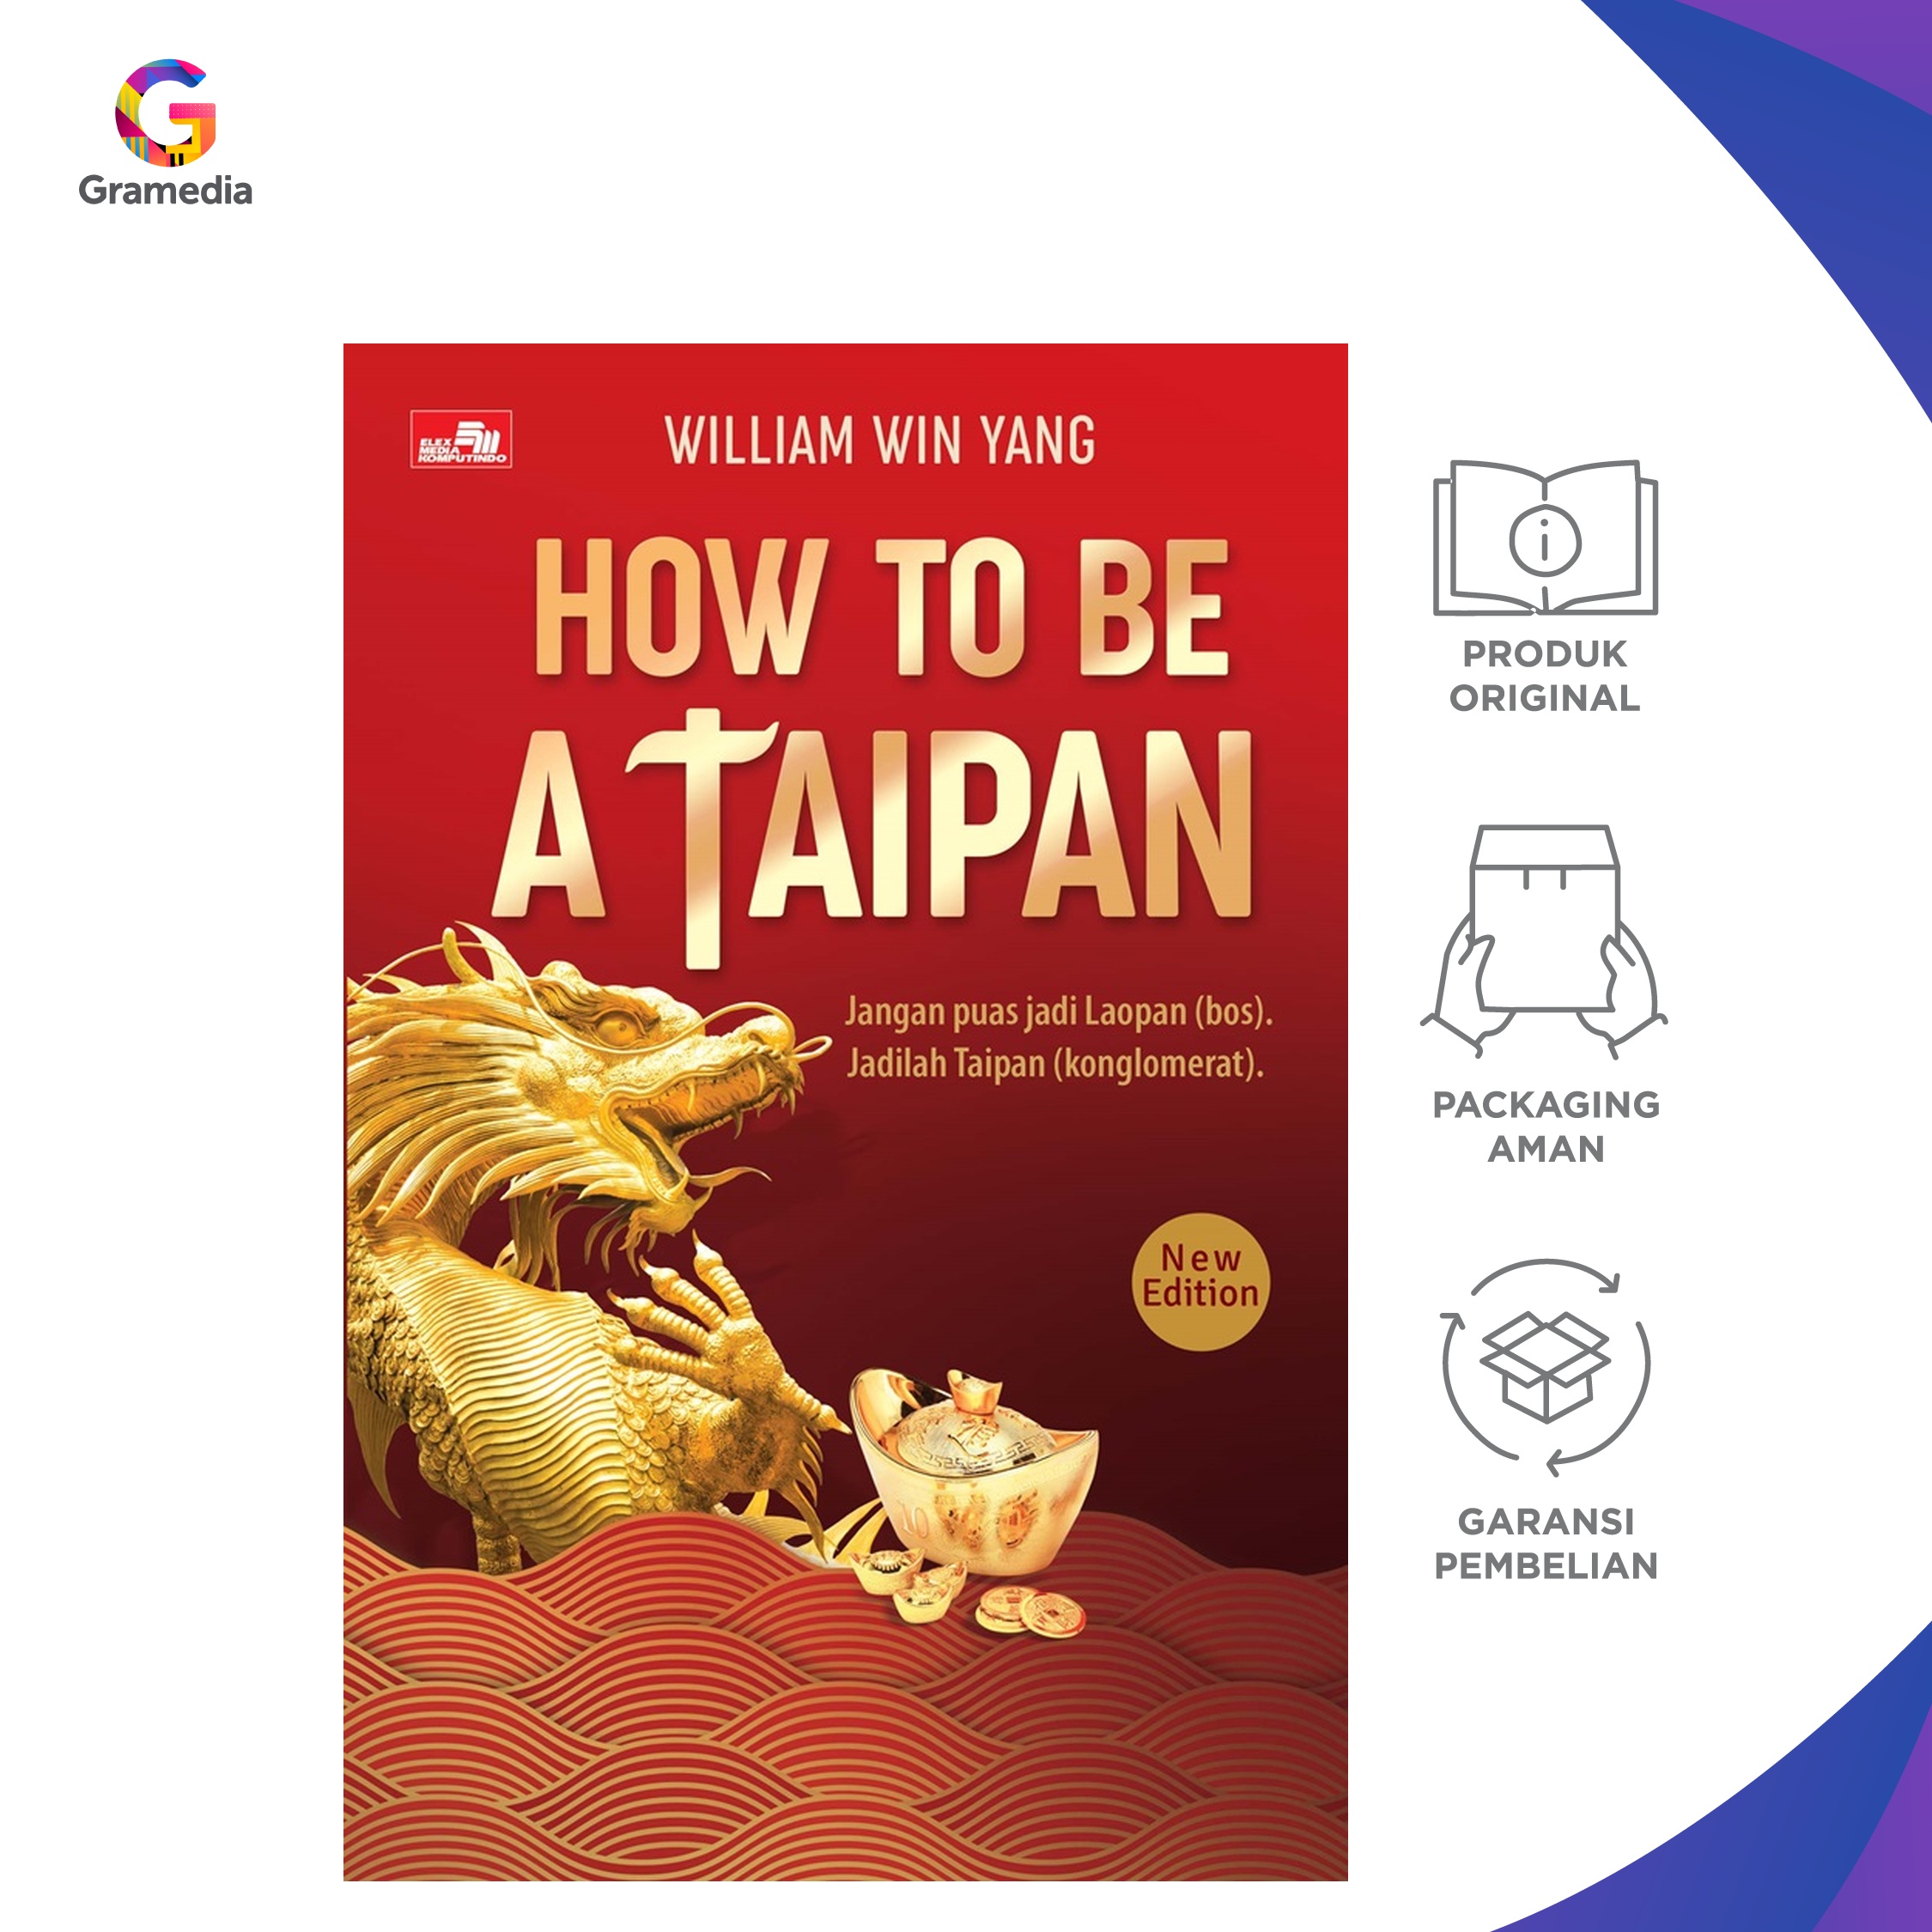 Gramedia
ELEX
MEDIA
KOMPUTINDO
WILLIAM WIN YANG
HOW TO BE
A TAIPAN
Jangan puas jadi Laopan (bos).
Jadilah Taipan (konglomerat).
New
Edition
PRODUK
ORIGINAL
PACKAGING
AMAN
GARANSI
PEMBELIAN